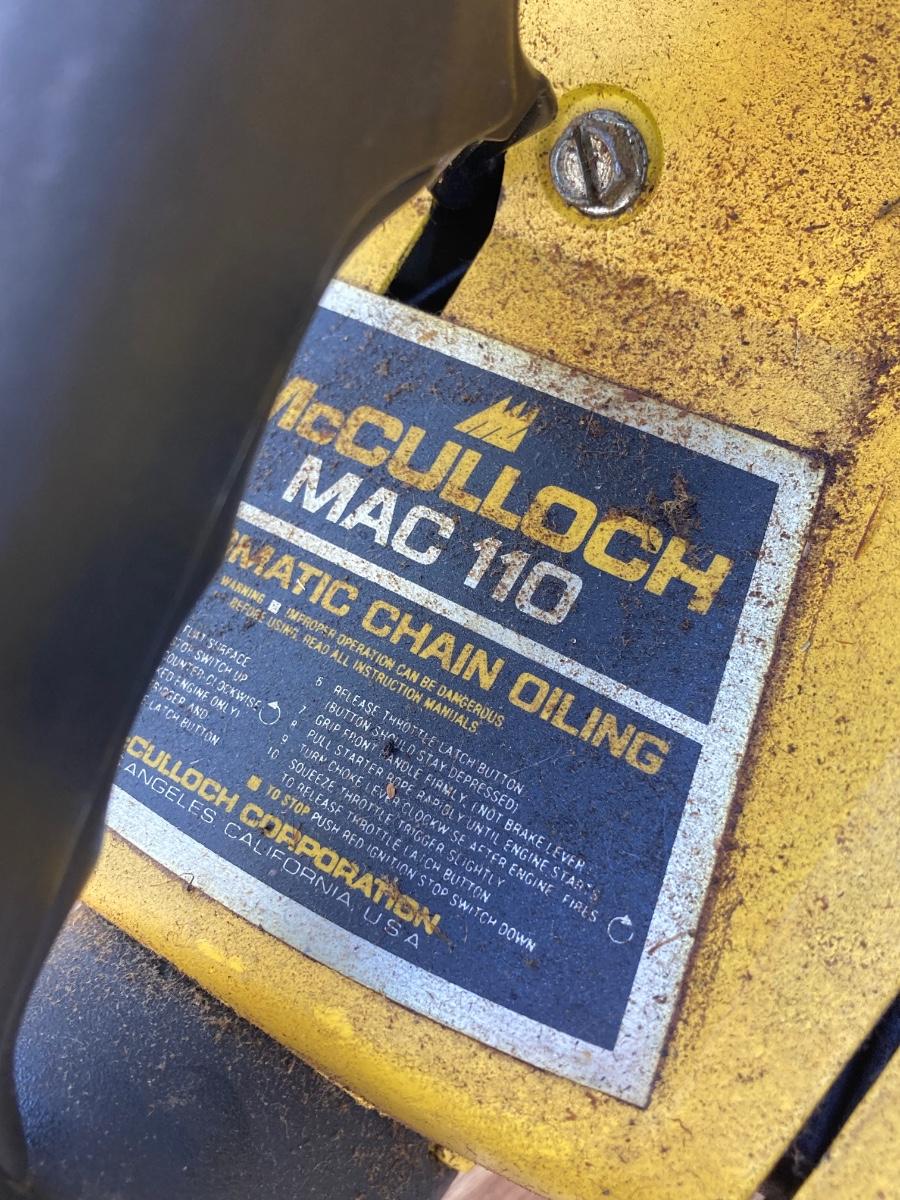 McCULLOCH
MAC 110
MATIC CHAIN OILING
WARNING IMPROPER OPERATION CAN BE DANGEROUS
REFORE USING, READ ALL INSTRUCTION MANUALS.
FLAT SURFACE
SWITCH UP
COUNTER-CLOCKWISE
ENGINE ONLY)
AND
LATCH BUTTON
6 RELEASE THROTTLE LATCH BUTTON
(BUTTON SHOULD STAY DEPRESSED)
7 GRIP FRONT HANDLE FIRMLY (NOT BRAKE LEVER)
8 PULL STARTER ROPE RAPIDLY UNTIL ENGINE STARTS
9 TURN CHOKE LEVER CLOCKWISE AFTER ENGINE FIRES
10 SQUEEZE THROTTLE TRIGGER SLIGHTLY
TO RELEASE THROTTLE LATCH BUTTON
■ TO STOP PUSH RED IGNITION STOP SWITCH DOWN
CULLOCH CORPORATION
ANGELES CALIFORNIA USA